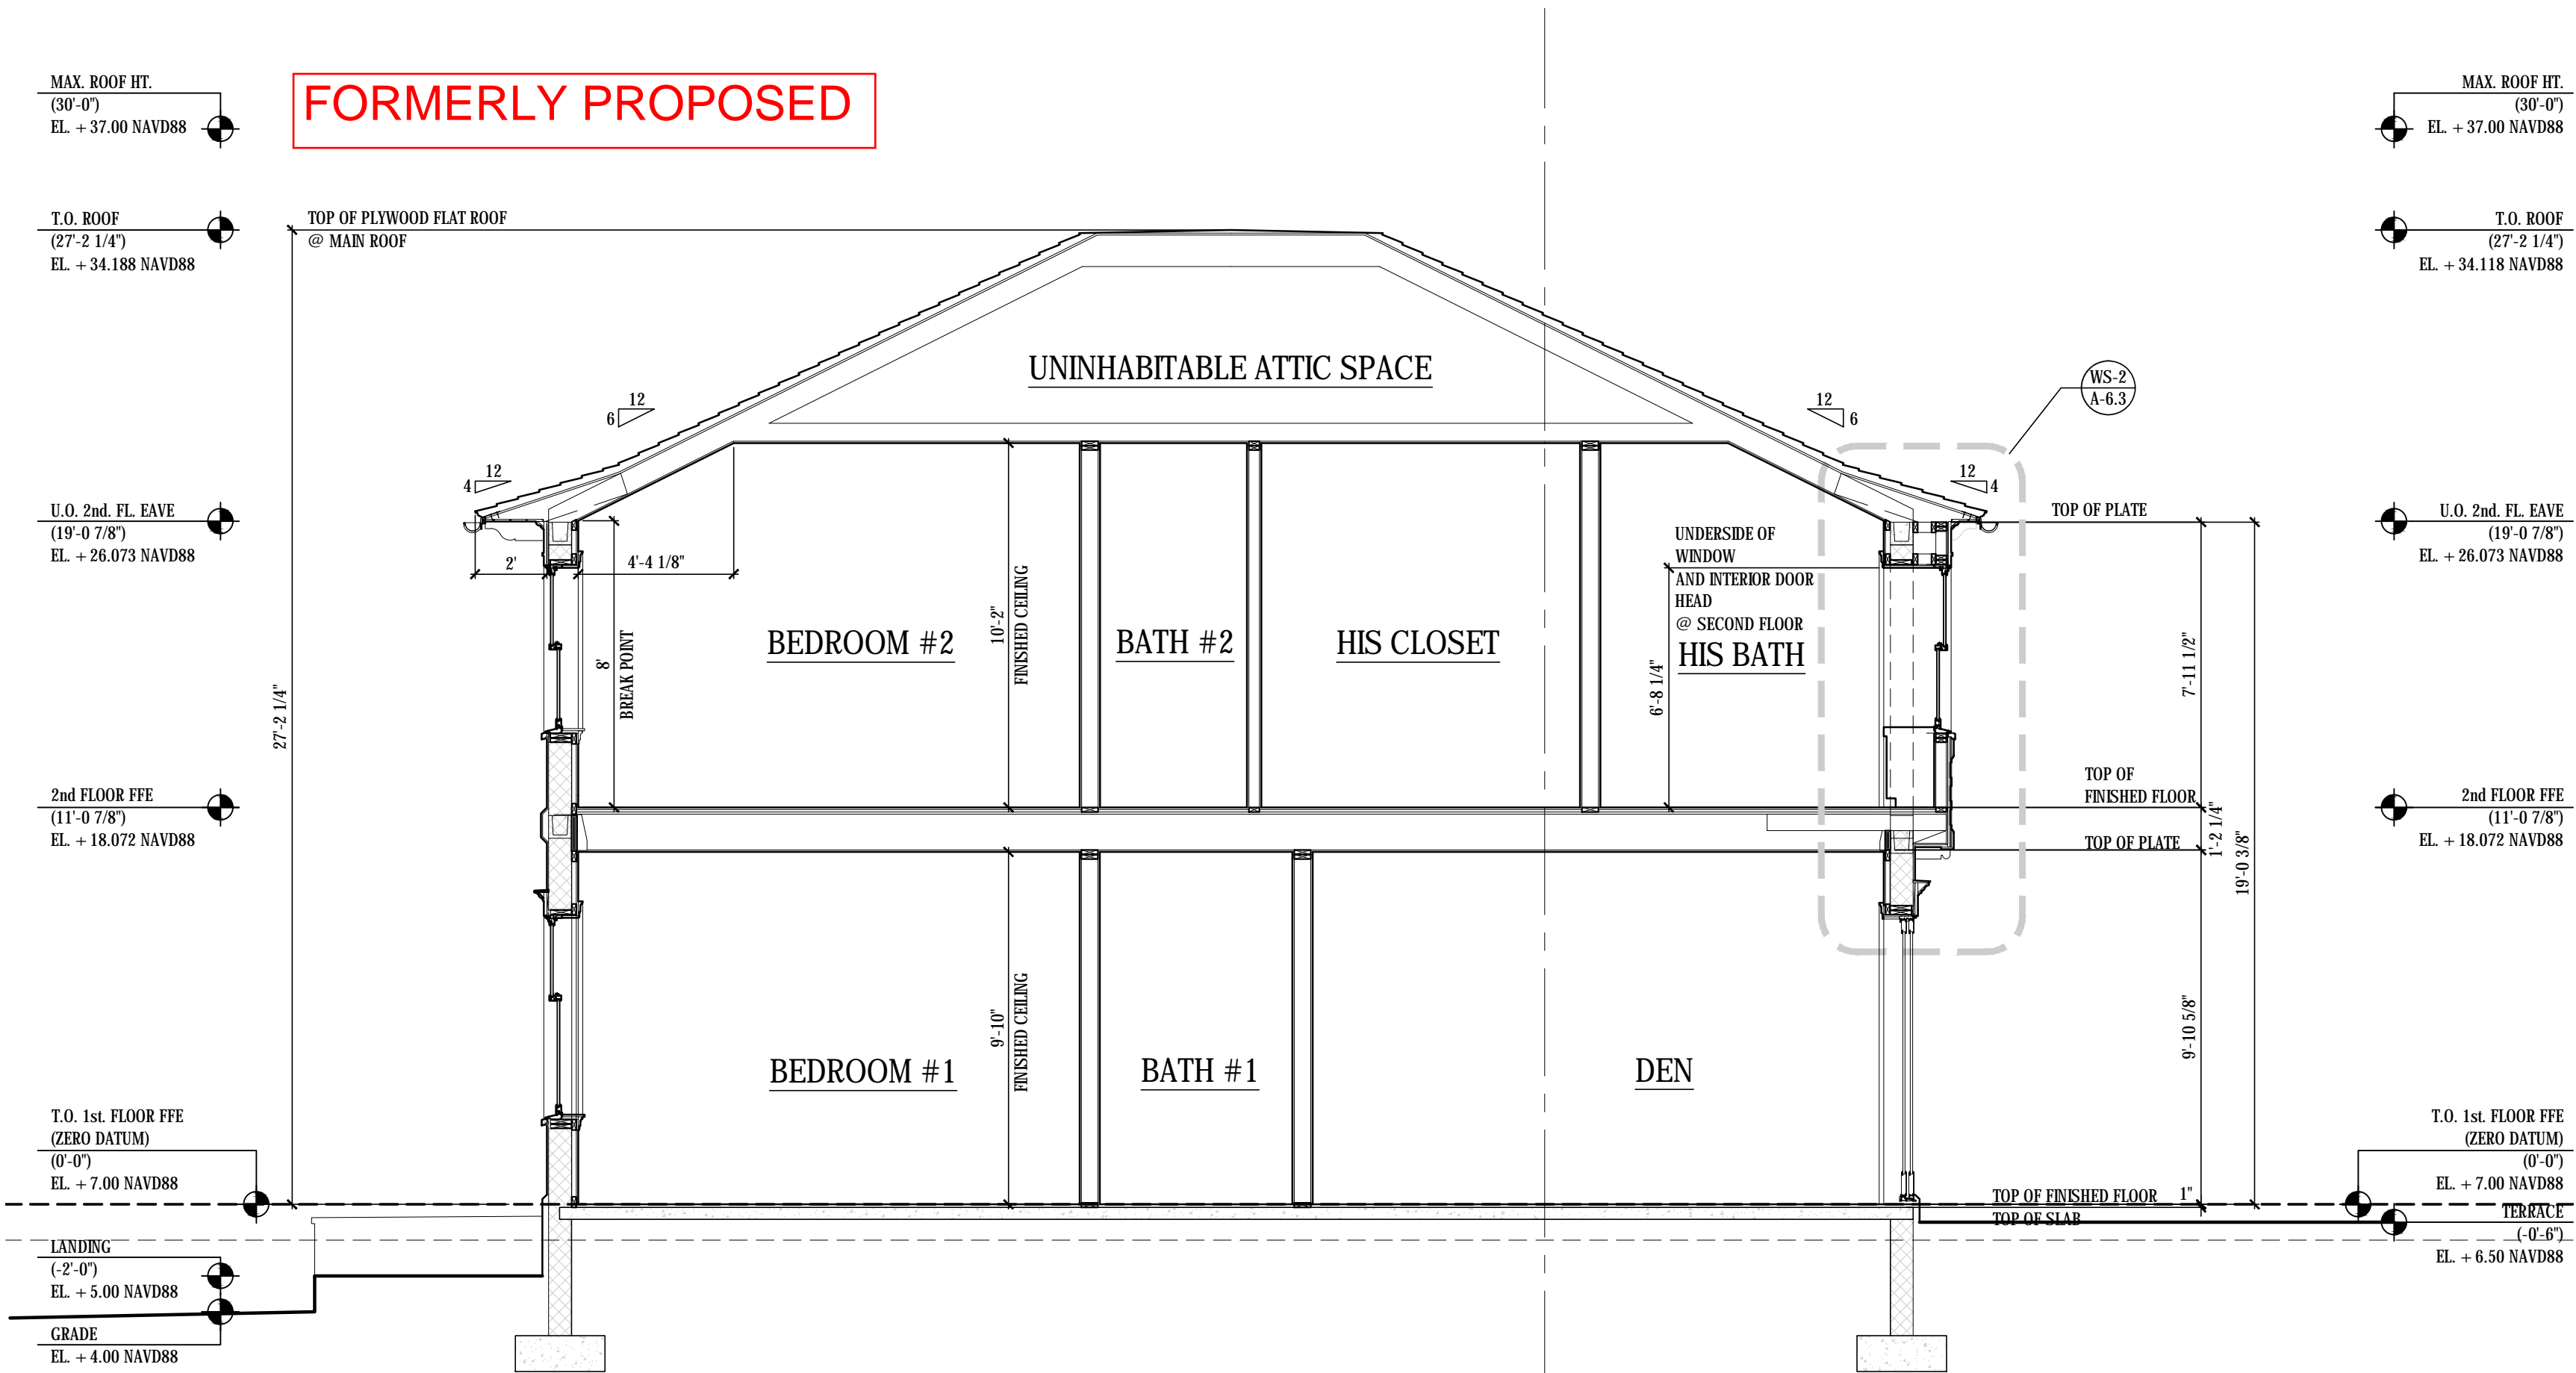 MAX. ROOF HT.
(30'-0")
EL. + 37.00 NAVD88
FORMERLY PROPOSED
MAX. ROOF HT.
(30'-0")
EL. + 37.00 NAVD88
T.O. ROOF
(27'-2 1/4")
EL. + 34.188 NAVD88
TOP OF PLYWOOD FLAT ROOF
@ MAIN ROOF
T.O. ROOF
(27'-2 1/4")
EL. + 34.118 NAVD88
UNINHABITABLE ATTIC SPACE
WS-2
A-6.3
12
6
12
6
12
4
12
4
U.O. 2nd. FL. EAVE
(19'-0 7/8")
EL. + 26.073 NAVD88
TOP OF PLATE
U.O. 2nd. FL. EAVE
(19'-0 7/8")
EL. + 26.073 NAVD88
2'
4'-4 1/8"
UNDERSIDE OF
WINDOW
AND INTERIOR DOOR
HEAD
@ SECOND FLOOR
8'
BREAK POINT
10'-2"
FINISHED CEILING
BEDROOM #2
BATH #2
HIS CLOSET
HIS BATH
6'-8 1/4"
7'-11 1/2"
27'-2 1/4"
2nd FLOOR FFE
(11'-0 7/8")
EL. + 18.072 NAVD88
TOP OF
FINISHED FLOOR
TOP OF PLATE
1'-2 1/4"
19'-0 3/8"
2nd FLOOR FFE
(11'-0 7/8")
EL. + 18.072 NAVD88
9'-10"
FINISHED CEILING
9'-10 5/8"
BEDROOM #1
BATH #1
DEN
T.O. 1st. FLOOR FFE
(ZERO DATUM)
(0'-0")
EL. + 7.00 NAVD88
TOP OF FINISHED FLOOR
1"
TOP OF SLAB
T.O. 1st. FLOOR FFE
(ZERO DATUM)
(0'-0")
EL. + 7.00 NAVD88
TERRACE
(-0'-6")
EL. + 6.50 NAVD88
LANDING
(-2'-0")
EL. + 5.00 NAVD88
GRADE
EL. + 4.00 NAVD88